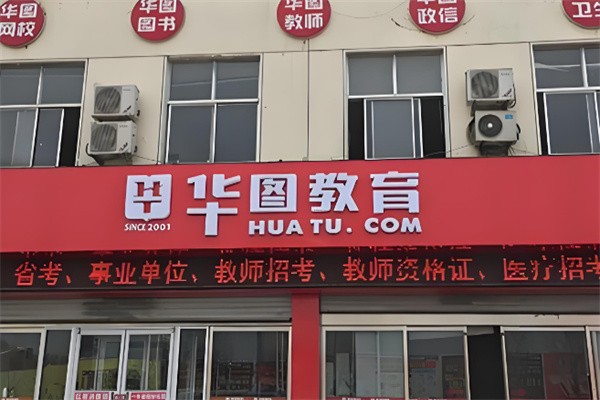 华图
网校
华图
图书
华图
教师
华图
政信
卫生
华图教育
SINCE 2001
HUATU.COM
省考、事业单位、教师招考、教师资格证、医疗招考